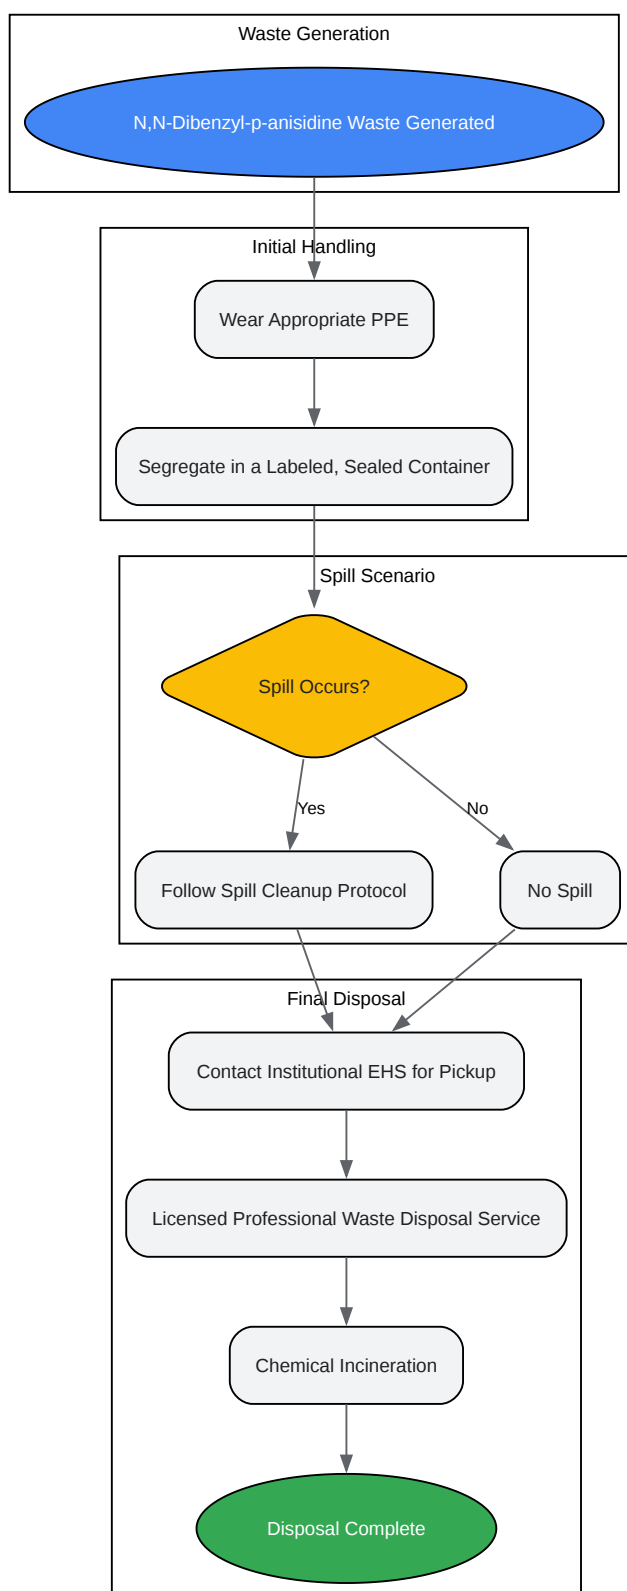 Waste Generation
N,N-Dibenzyl-p-anisidine Waste Generated
Initial Handling
Wear Appropriate PPE
Segregate in a Labeled, Sealed Container
Spill Scenario
Spill Occurs?
Yes
No
Follow Spill Cleanup Protocol
No Spill
Final Disposal
Contact Institutional EHS for Pickup
Licensed Professional Waste Disposal Service
Chemical Incineration
Disposal Complete